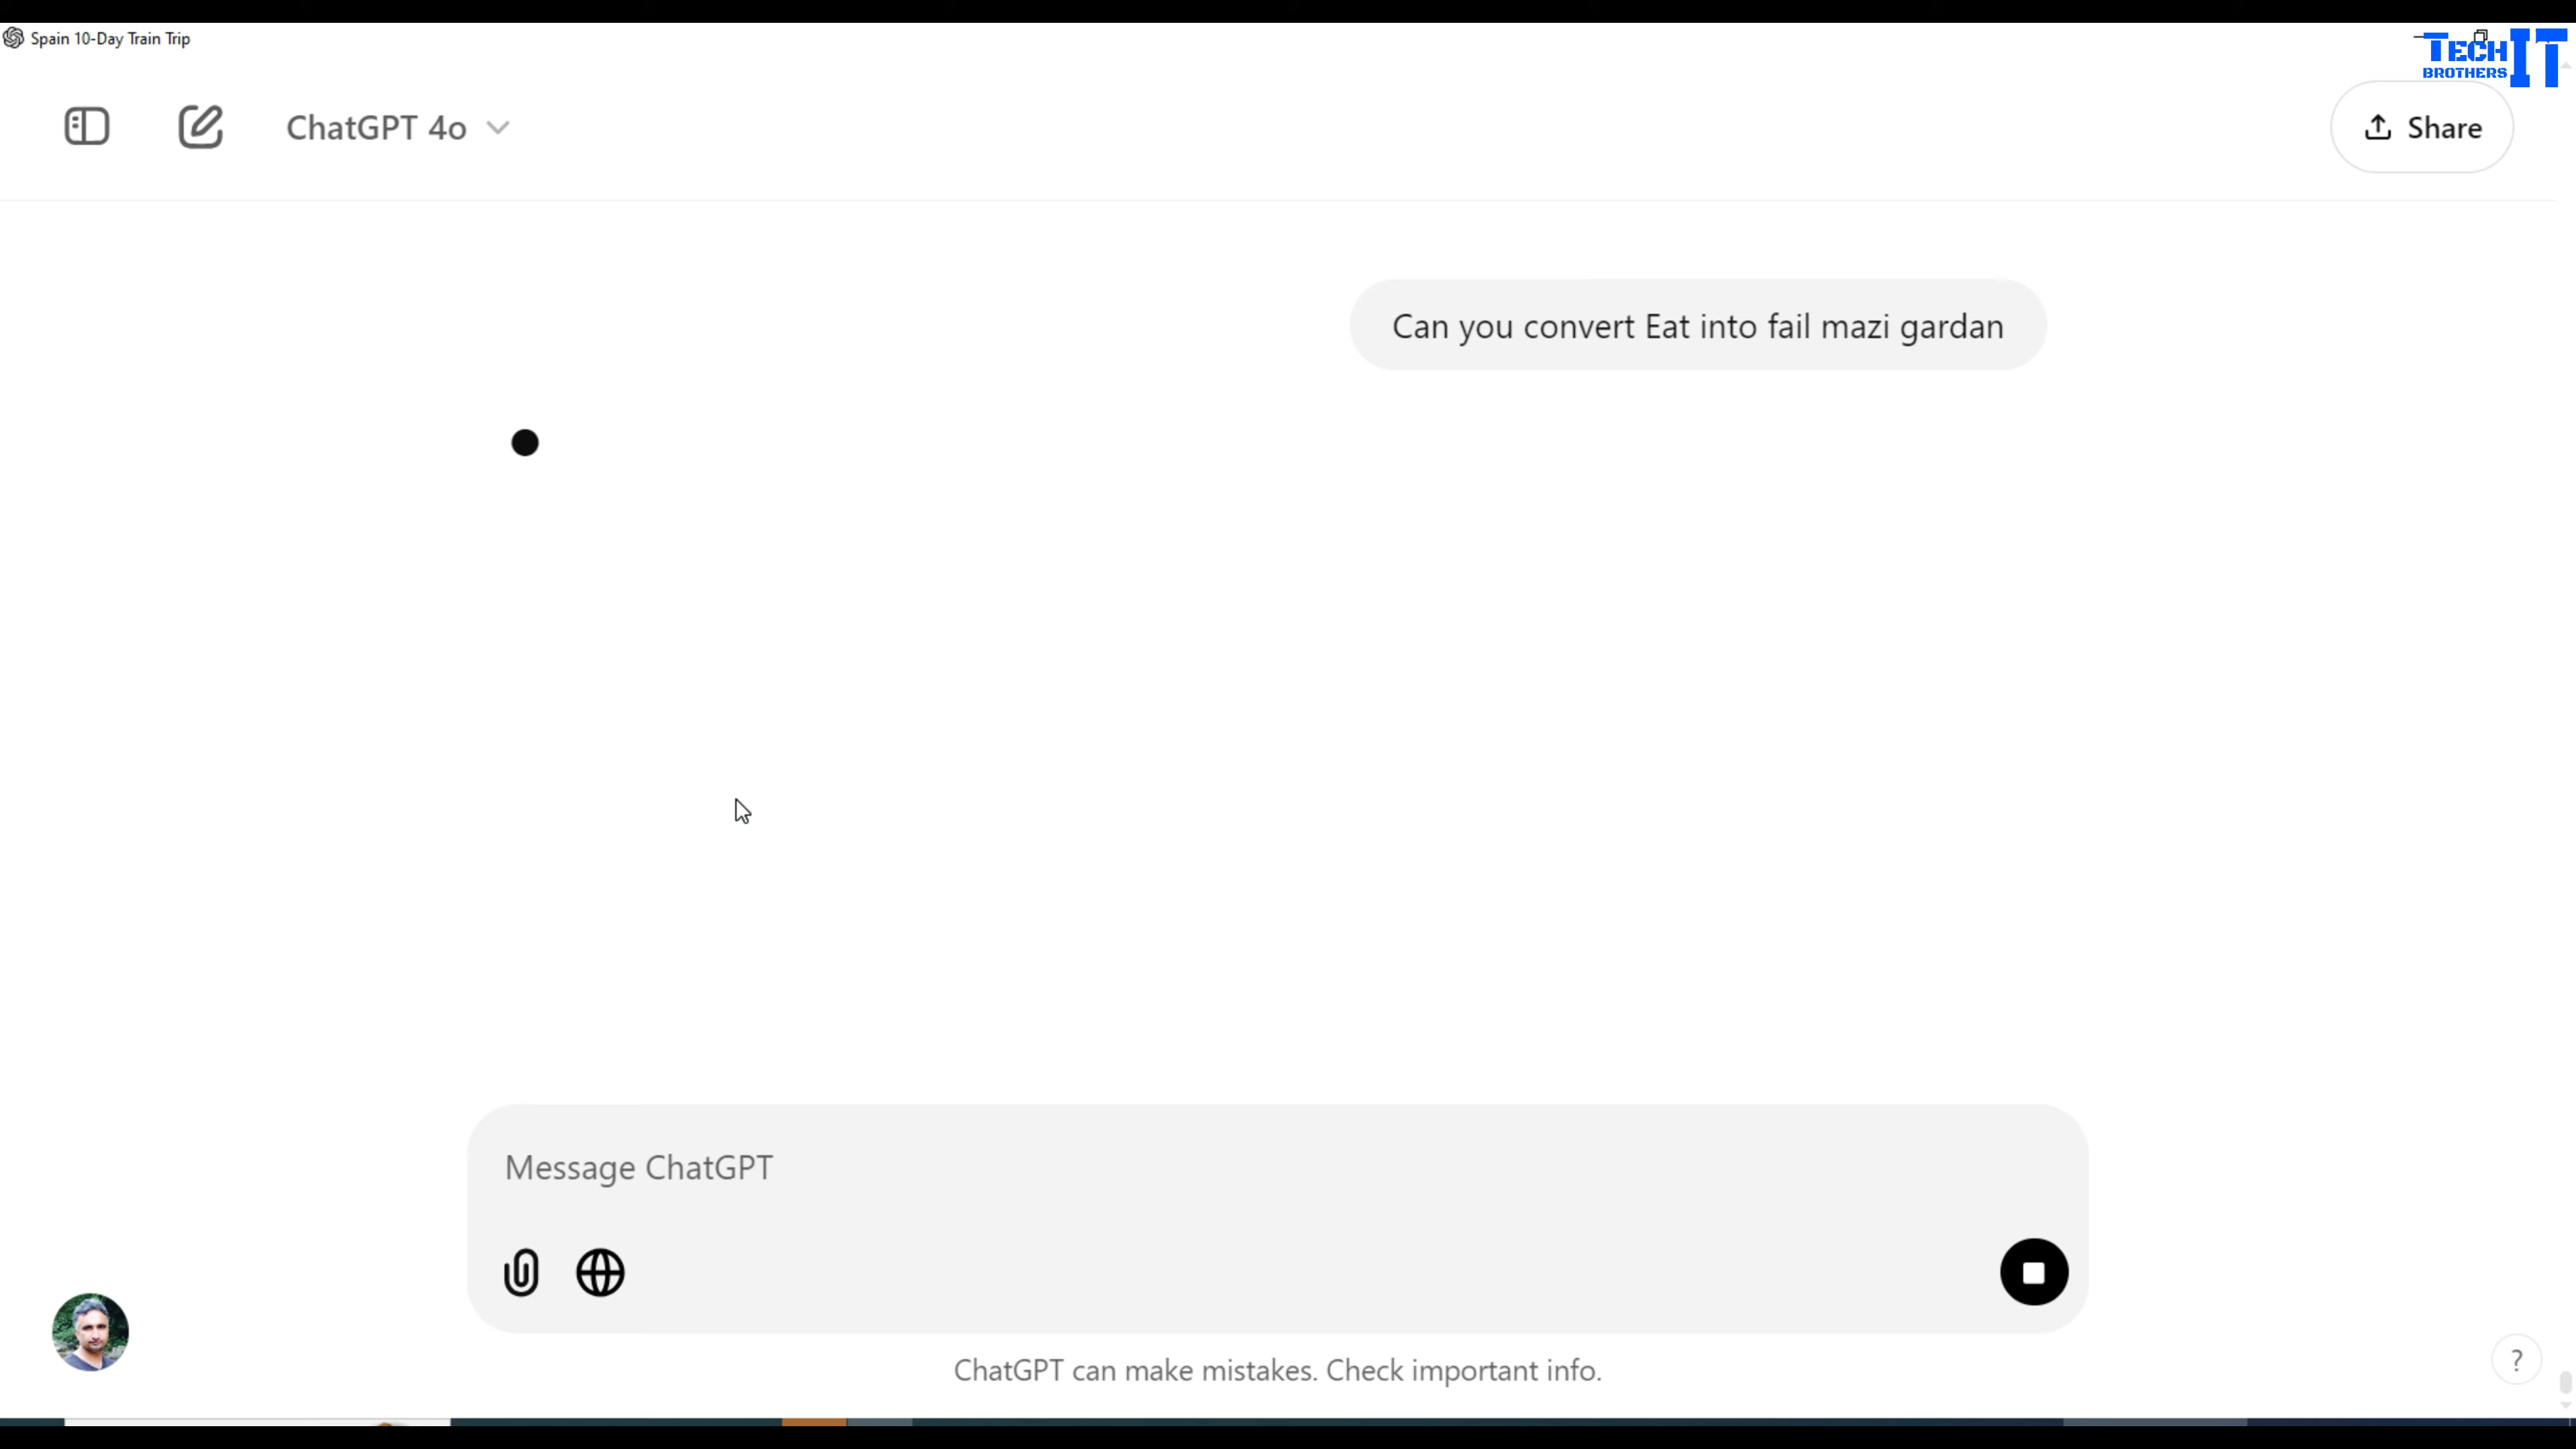 Spain 10-Day Train Trip
TECH IT
BROTHERS
ChatGPT 4o
Share
Can you convert Eat into fail mazi gardan
Message ChatGPT
ChatGPT can make mistakes. Check important info.
?